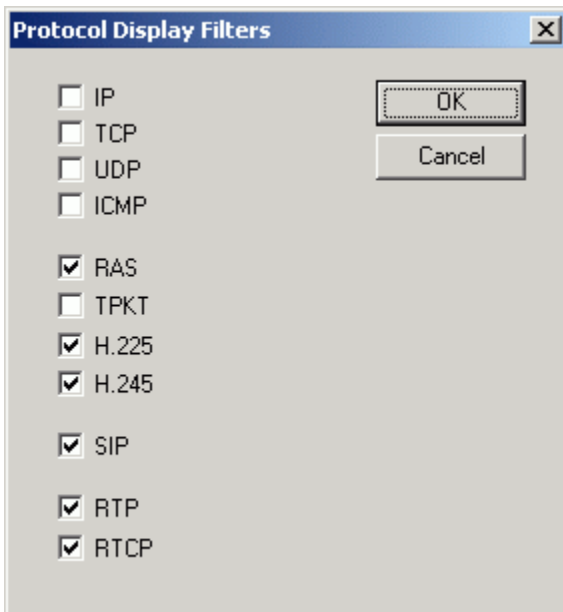 Protocol Display Filters
IP
TCP
UDP
ICMP
RAS
TPKT
H.225
H.245
SIP
RTP
RTCP
OK
Cancel